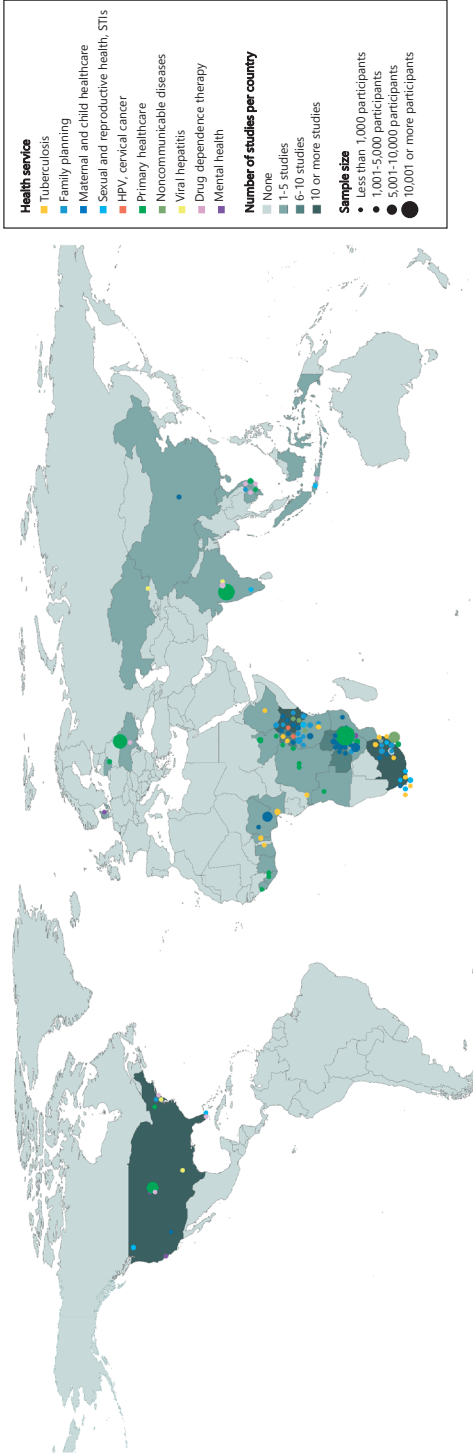 Health service
Tuberculosis
Family planning
Maternal and child healthcare
Sexual and reproductive health, STIs
HPV, cervical cancer
Primary healthcare
Noncommunicable diseases
Viral hepatitis
Drug dependence therapy
Mental health
Number of studies per country
None
1-5 studies
6-10 studies
10 or more studies
Sample size
Less than 1,000 participants
1,001-5,000 participants
5,001-10,000 participants
10,001 or more participants